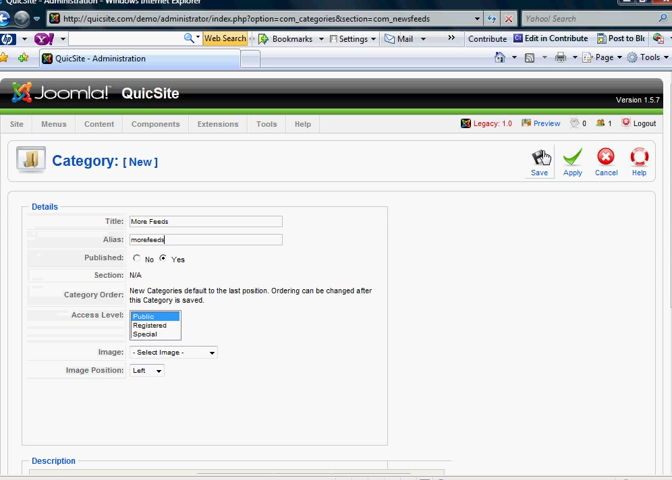 QuicSite - Administration - Windows Internet Explorer
http://quicsite.com/demo/administrator/index.php?option=com_categories&section=com_newsfeeds
Yahoo! Search
Y! Web Search Bookmarks Settings Mail Contribute Edit in Contribute Post to Bl
QuicSite - Administration Page Tools
Joomla! QuicSite Version 1.5.7
Site Menus Content Components Extensions Tools Help Legacy: 1.0 Preview 0 1 Logout
Category: [ New ] Save Apply Cancel Help
Details
Title: More Feeds
Alias: morefeeds
Published: No Yes
Section: N/A
Category Order: New Categories default to the last position. Ordering can be changed after
this Category is saved.
Access Level: Public
Registered
Special
Image: - Select Image -
Image Position: Left
Description